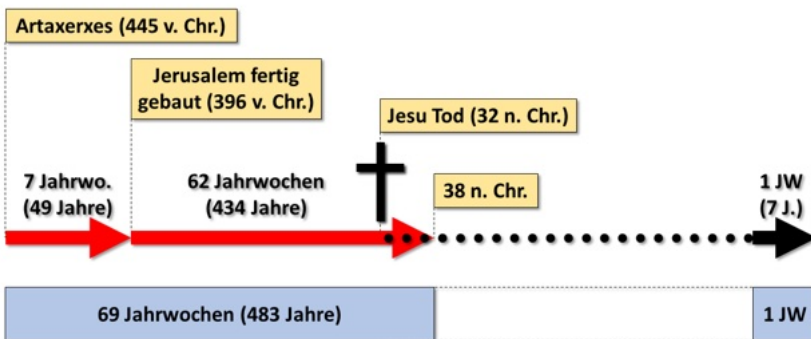 Artaxerxes (445 v. Chr.)
Jerusalem fertig
gebaut (396 v. Chr.)
Jesu Tod (32 n. Chr.)
7 Jahrwo.
(49 Jahre)
62 Jahrwochen
(434 Jahre)
38 n. Chr.
1 JW
(7 J.)
69 Jahrwochen (483 Jahre)
1 JW